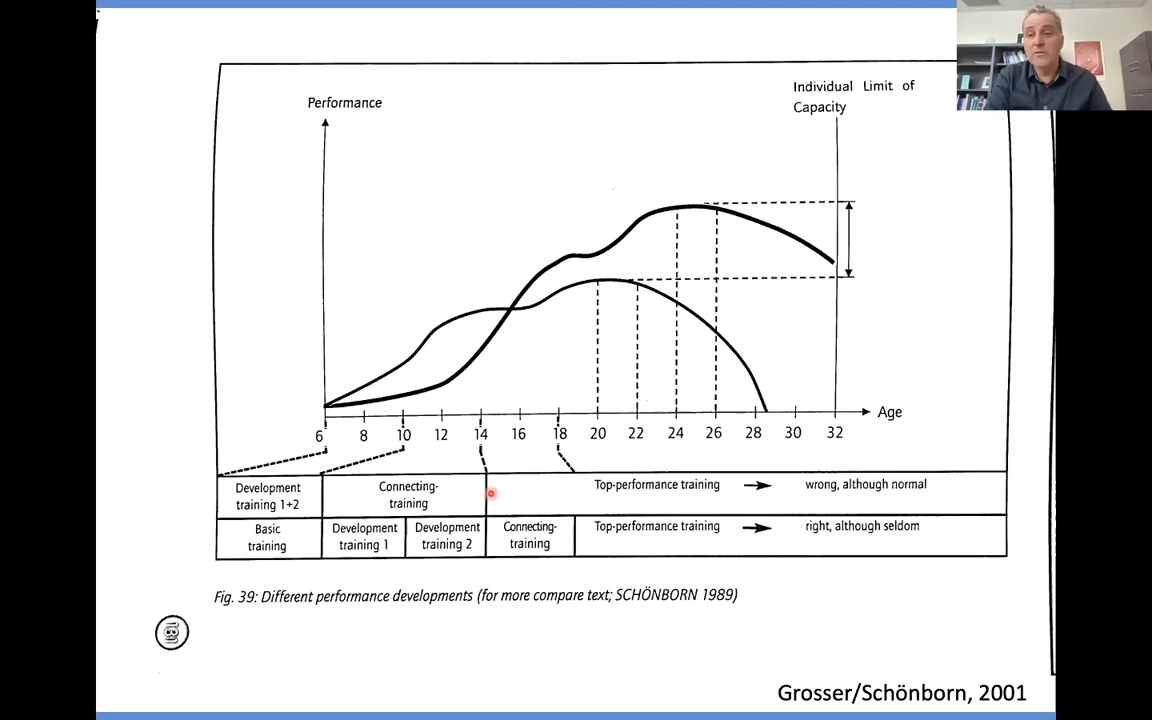 Performance
Individual Limit of
Capacity
Age
6 8 10 12 14 16 18 20 22 24 26 28 30 32
Development
training 1+2
Connecting-
training
Top-performance training
wrong, although normal
Basic
training
Development
training 1
Development
training 2
Connecting-
training
Top-performance training
right, although seldom
Fig. 39: Different performance developments (for more compare text; SCHÖNBORN 1989)
Grosser/Schönborn, 2001